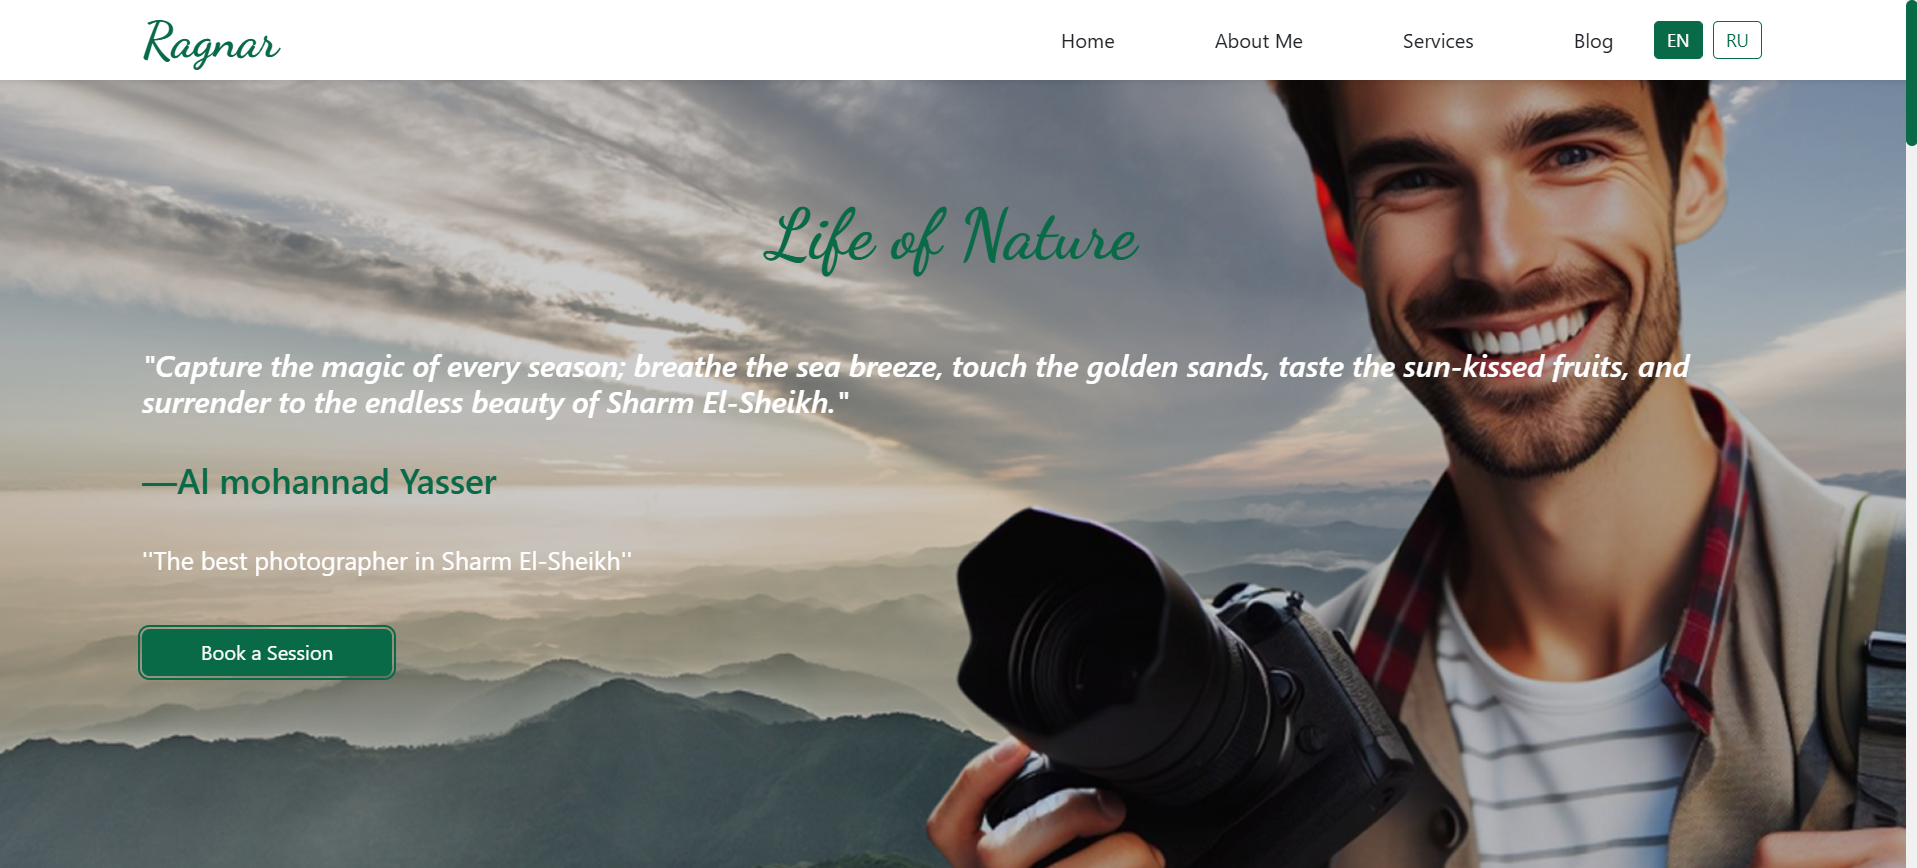 Ragnar
Home About Me Services Blog EN RU
Life of Nature
"Capture the magic of every season; breathe the sea breeze, touch the golden sands, taste the sun-kissed fruits, and
surrender to the endless beauty of Sharm El-Sheikh."
—Al mohannad Yasser
''The best photographer in Sharm El-Sheikh''
Book a Session